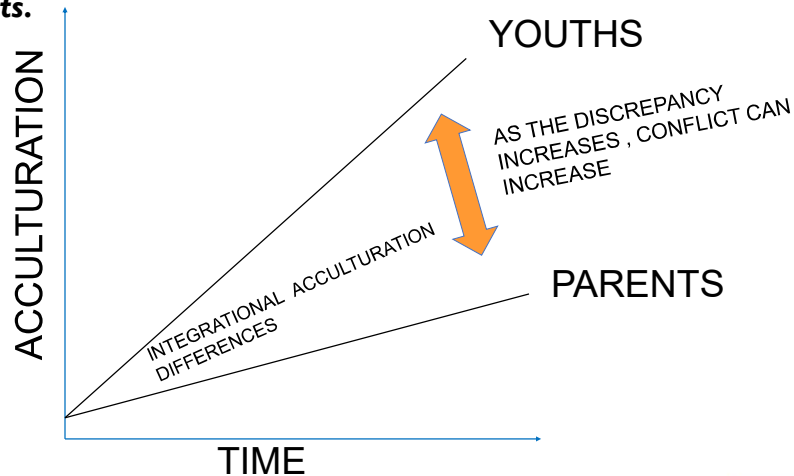 ts.
YOUTHS
ACCULTURATION
AS THE DISCREPANCY
INCREASES , CONFLICT CAN
INCREASE
INTEGRATIONAL ACCULTURATION
DIFFERENCES
PARENTS
TIME